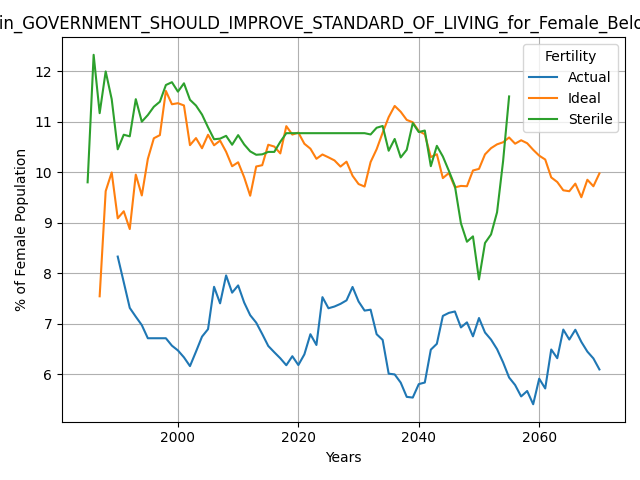 in_GOVERNMENT_SHOULD_IMPROVE_STANDARD_OF_LIVING_for_Female_Belo
Fertility
Actual
Ideal
Sterile
% of Female Population
12
11
10
9
8
7
6
2000 2020 2040 2060
Years